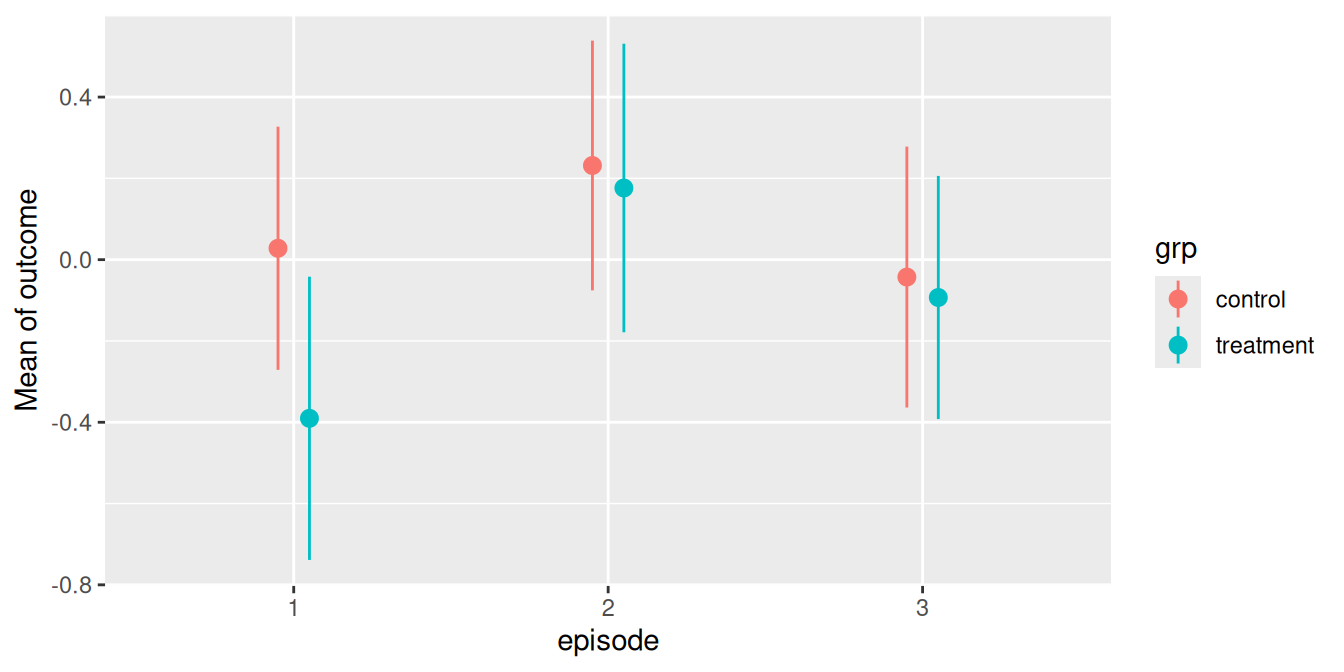 Mean of outcome
0.4
0.0
-0.4
-0.8
1 2 3
episode
grp
control
treatment